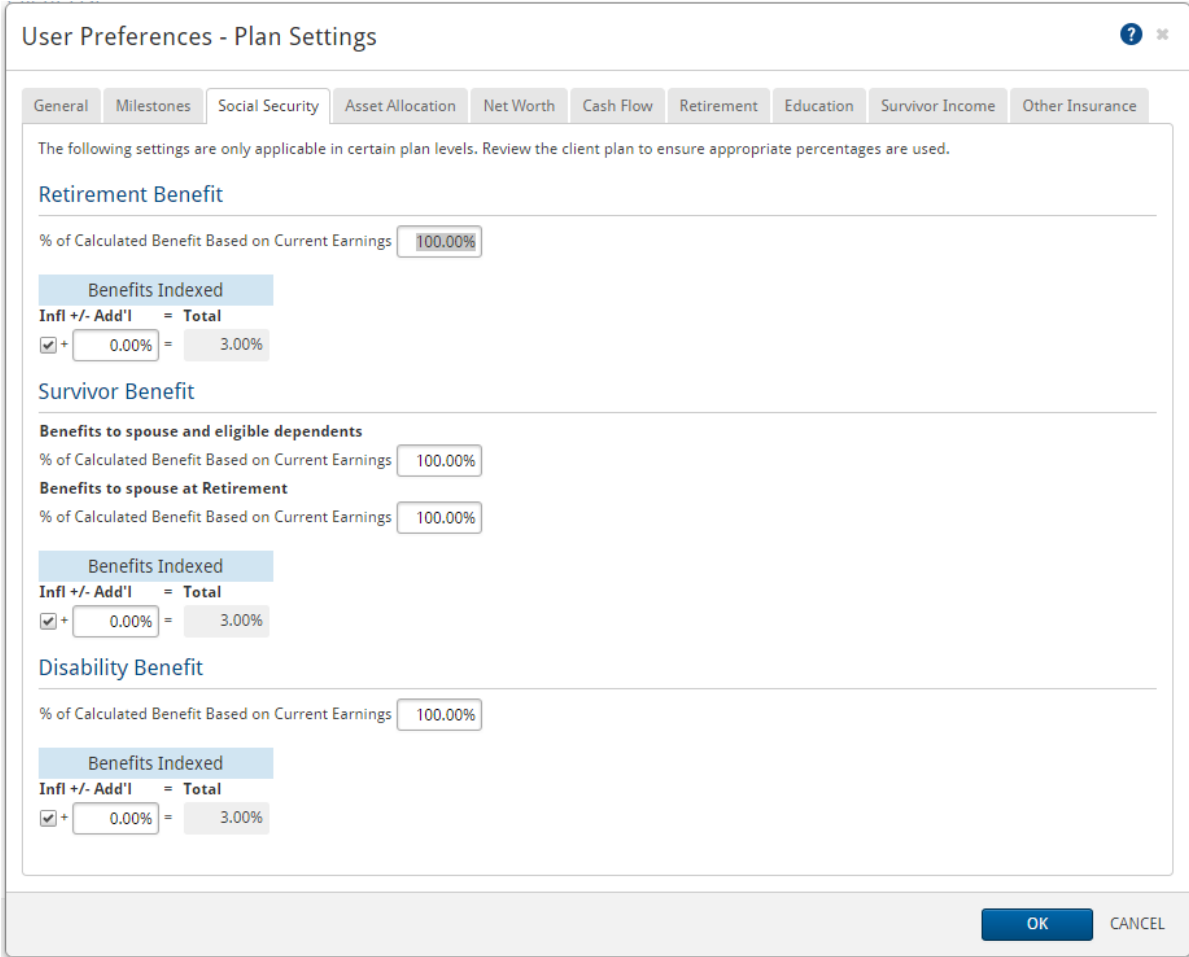 User Preferences - Plan Settings
?
General Milestones Social Security Asset Allocation Net Worth Cash Flow Retirement Education Survivor Income Other Insurance
The following settings are only applicable in certain plan levels. Review the client plan to ensure appropriate percentages are used.
Retirement Benefit
% of Calculated Benefit Based on Current Earnings 100.00%
Benefits Indexed
Infl +/- Add'l = Total
+ 0.00% = 3.00%
Survivor Benefit
Benefits to spouse and eligible dependents
% of Calculated Benefit Based on Current Earnings 100.00%
Benefits to spouse at Retirement
% of Calculated Benefit Based on Current Earnings 100.00%
Benefits Indexed
Infl +/- Add'l = Total
+ 0.00% = 3.00%
Disability Benefit
% of Calculated Benefit Based on Current Earnings 100.00%
Benefits Indexed
Infl +/- Add'l = Total
+ 0.00% = 3.00%
OK CANCEL